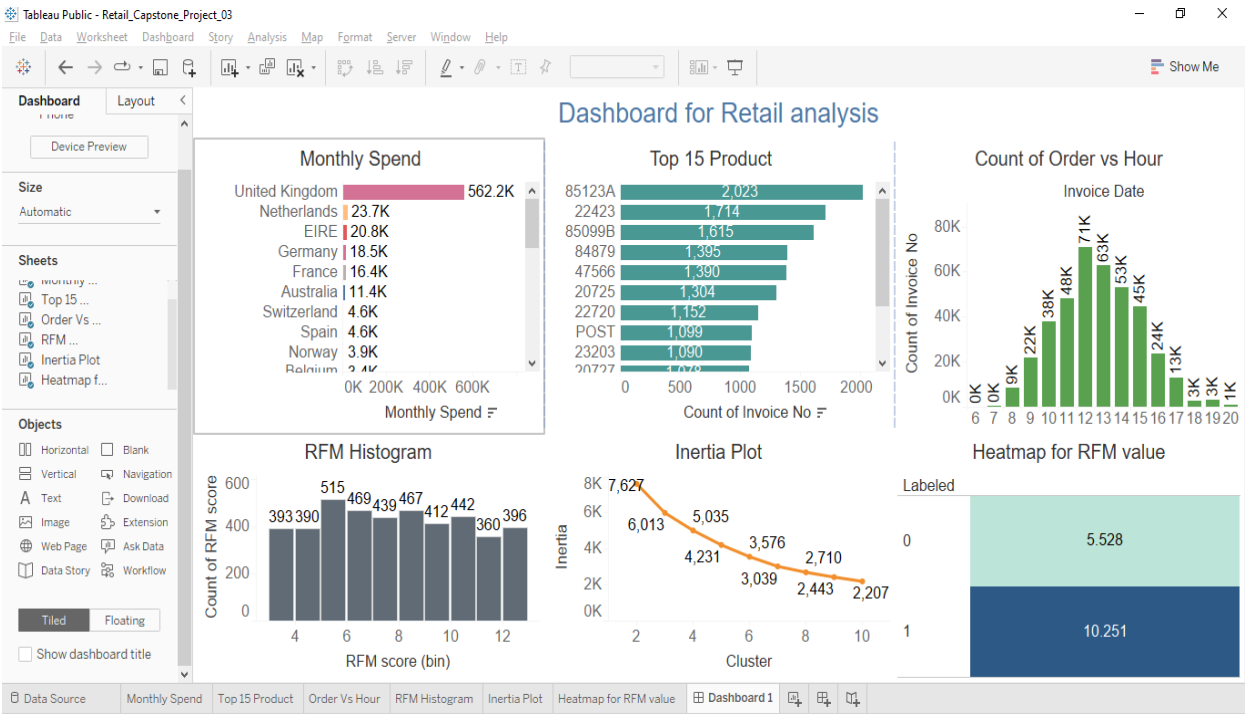 Tableau Public - Retail_Capstone_Project_03
File Data Worksheet Dashboard Story Analysis Map Format Server Window Help
Show Me
Dashboard Layout
Phone
Device Preview
Size
Automatic
Sheets
Monthly ...
Top 15 ...
Order Vs ...
RFM ...
Inertia Plot
Heatmap f...
Objects
Horizontal Blank
Vertical Navigation
A Text Download
Image Extension
Web Page Ask Data
Data Story Workflow
Tiled Floating
Show dashboard title
Dashboard for Retail analysis
Monthly Spend
United Kingdom 562.2K
Netherlands 23.7K
EIRE 20.8K
Germany 18.5K
France 16.4K
Australia 11.4K
Switzerland 4.6K
Spain 4.6K
Norway 3.9K
Belgium 3.4K
0K 200K 400K 600K
Monthly Spend
Top 15 Product
85123A 2,023
22423 1,714
85099B 1,615
84879 1,395
47566 1,390
20725 1,304
22720 1,152
POST 1,099
23203 1,090
20727 1,078
0 500 1000 1500 2000
Count of Invoice No
Count of Order vs Hour
Invoice Date
Count of Invoice No
80K
60K
40K
20K
0K
0K 0K 9K 22K 38K 48K 71K 63K 53K 45K 24K 13K 3K 3K 1K
6 7 8 9 10 11 12 13 14 15 16 17 18 19 20
RFM Histogram
Count of RFM score
600
400
200
0
393 390 515 469 439 467 412 442 360 396
4 6 8 10 12
RFM score (bin)
Inertia Plot
Inertia
8K
6K
4K
2K
0K
7,627 6,013 5,035 4,231 3,576 3,039 2,710 2,443 2,207
2 4 6 8 10
Cluster
Heatmap for RFM value
Labeled
0 5.528
1 10.251
Data Source Monthly Spend Top 15 Product Order Vs Hour RFM Histogram Inertia Plot Heatmap for RFM value Dashboard 1